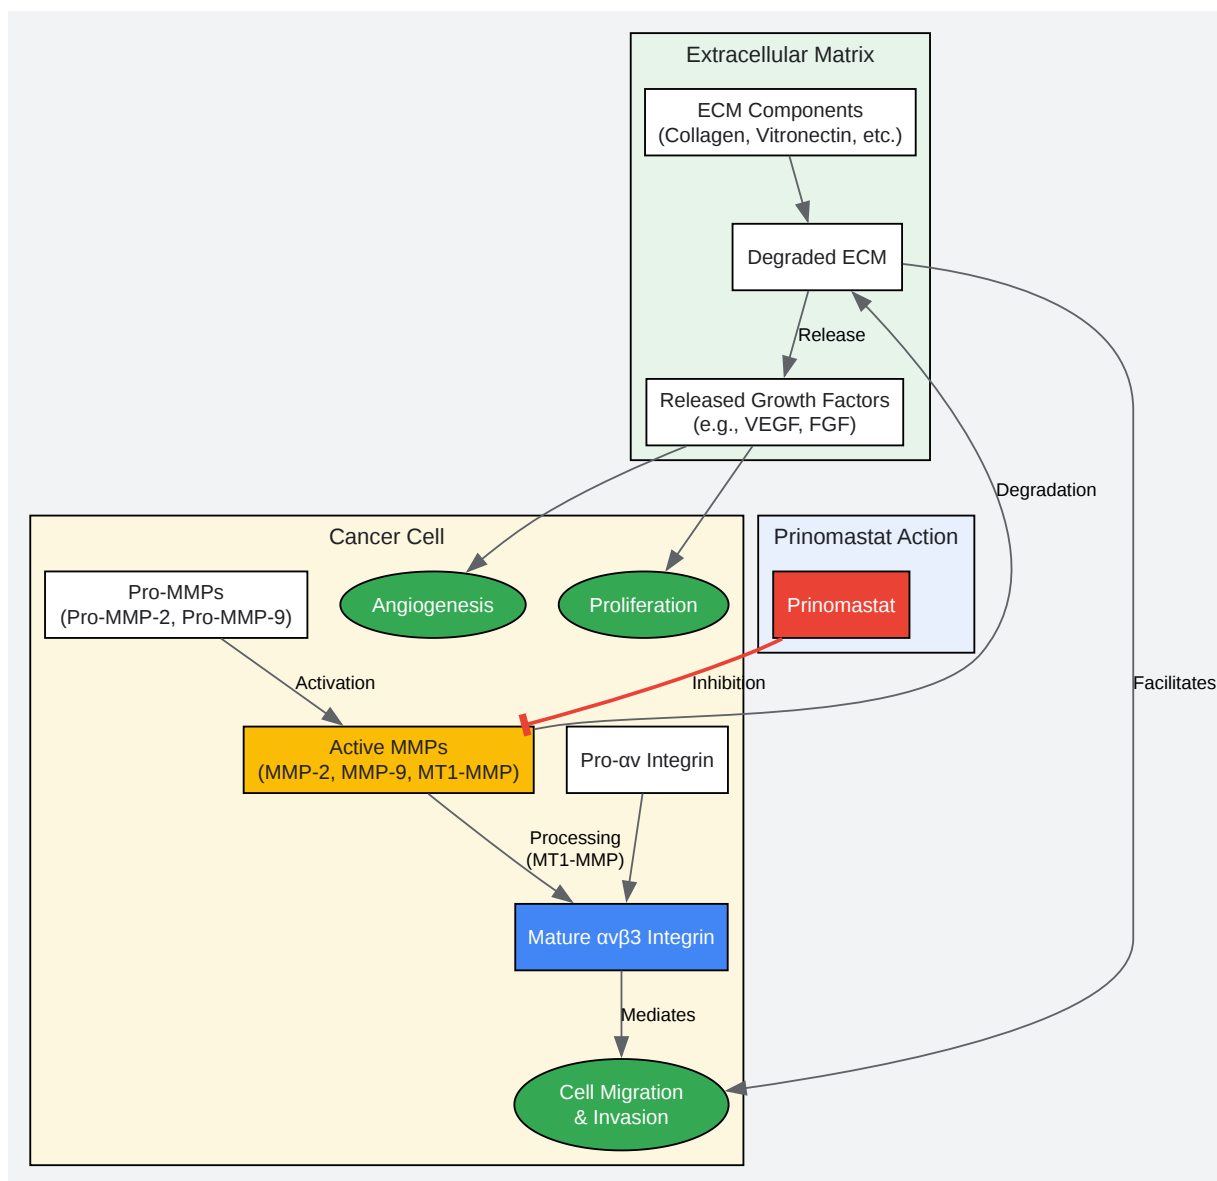 Extracellular Matrix
ECM Components
(Collagen, Vitronectin, etc.)
Degraded ECM
Release
Released Growth Factors
(e.g., VEGF, FGF)
Degradation
Cancer Cell
Prinomastat Action
Pro-MMPs
(Pro-MMP-2, Pro-MMP-9)
Angiogenesis
Proliferation
Prinomastat
Activation
Inhibition
Facilitates
Active MMPs
(MMP-2, MMP-9, MT1-MMP)
Pro-αv Integrin
Processing
(MT1-MMP)
Mature αvβ3 Integrin
Mediates
Cell Migration
& Invasion